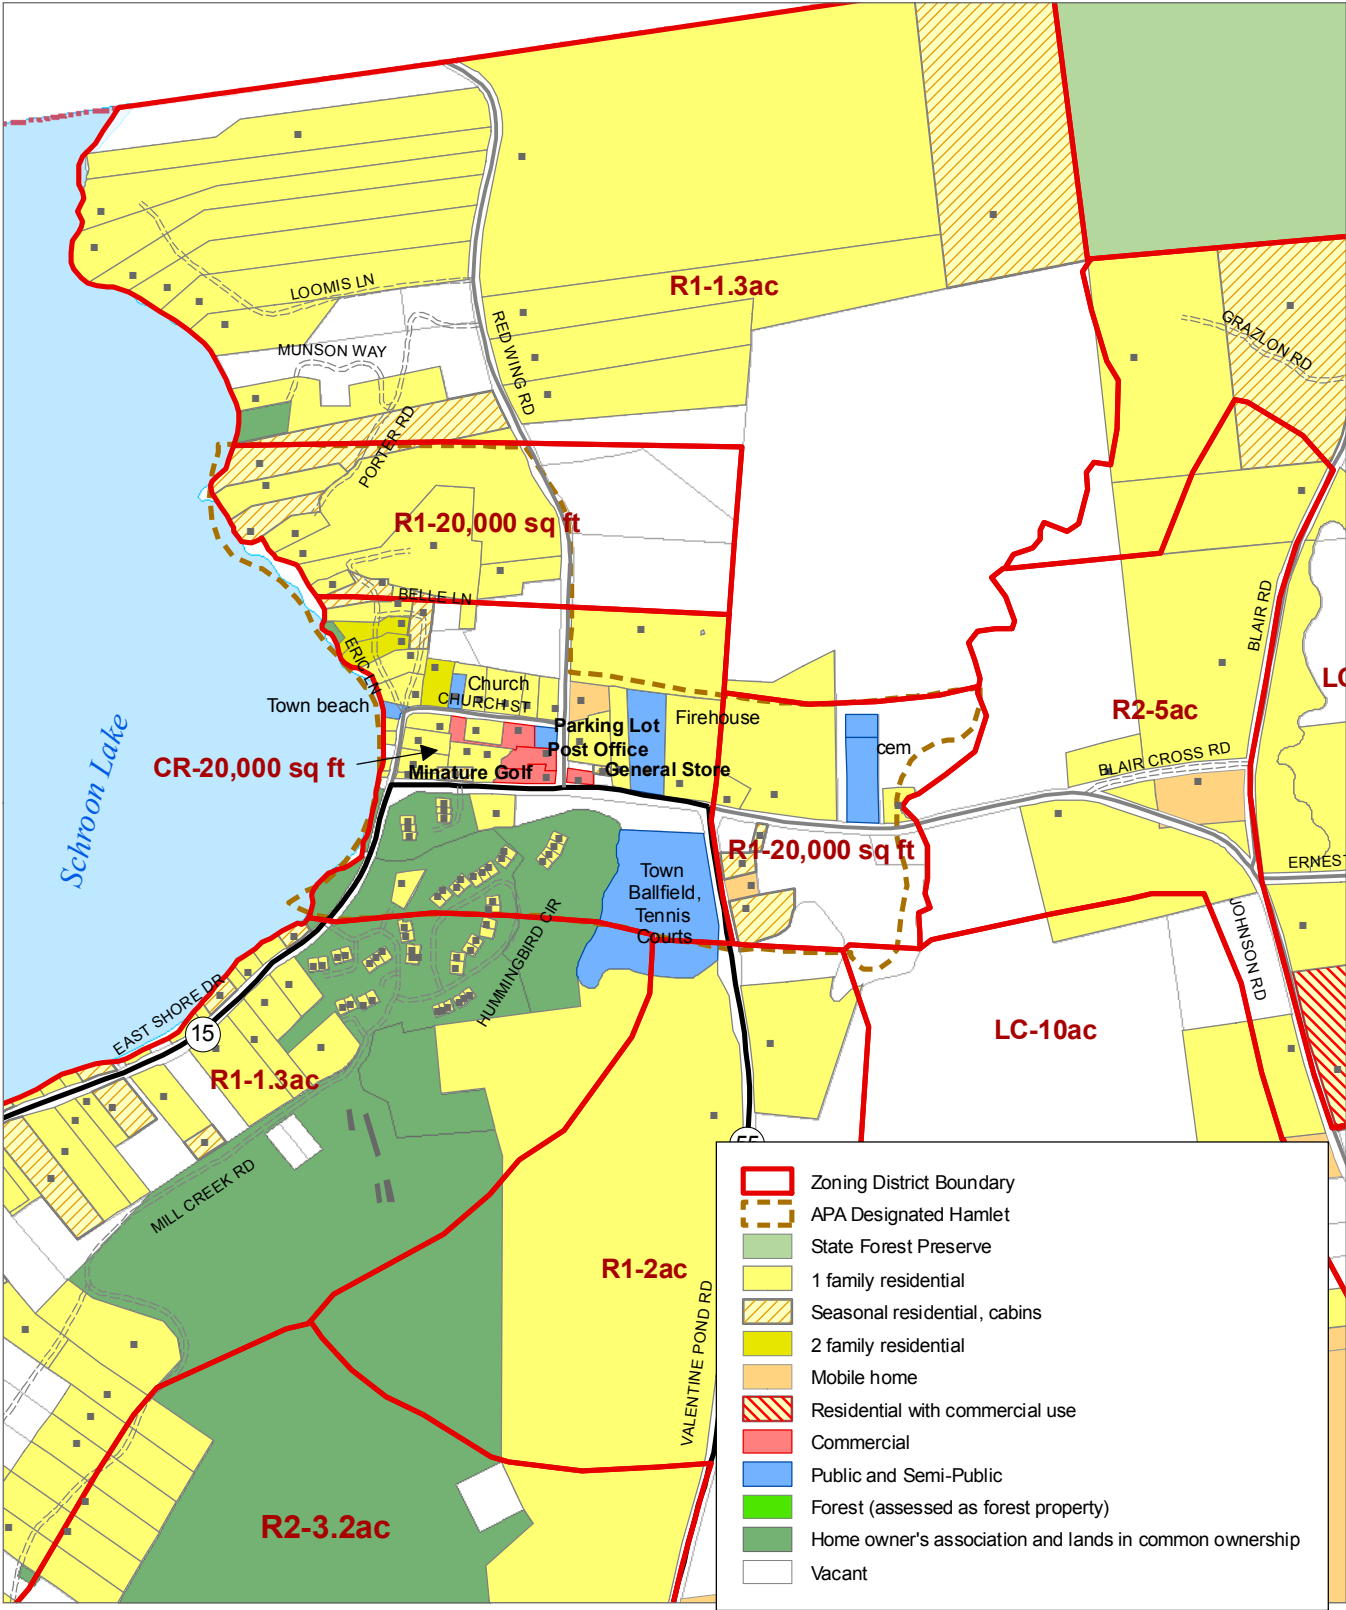 R1-1.3ac
LOOMIS LN
GRAZLON RD
RED WING RD
MUNSON WAY
PORTER RD
R1-20,000 sq ft
BELLE LN
BLAIR RD
ERIC LN
Church
CHURCH ST
Town beach
Parking Lot
Firehouse
R2-5ac
Post Office
cem
BLAIR CROSS RD
CR-20,000 sq ft
Minature Golf
General Store
Schroon Lake
R1-20,000 sq ft
Town
Ballfield,
Tennis
Courts
ERNEST
HUMMINGBIRD CIR
JOHNSON RD
EAST SHORE DR
15
LC-10ac
R1-1.3ac
55
MILL CREEK RD
R1-2ac
VALENTINE POND RD
R2-3.2ac
Zoning District Boundary
APA Designated Hamlet
State Forest Preserve
1 family residential
Seasonal residential, cabins
2 family residential
Mobile home
Residential with commercial use
Commercial
Public and Semi-Public
Forest (assessed as forest property)
Home owner's association and lands in common ownership
Vacant